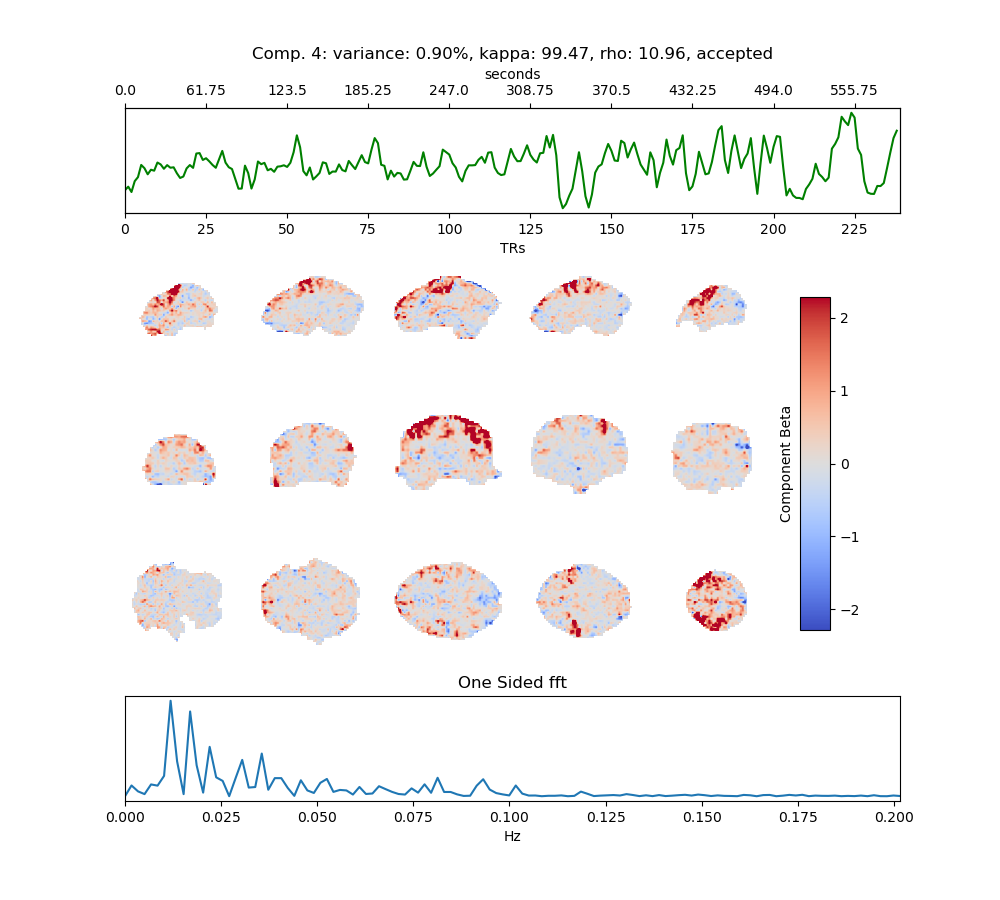 Comp. 4: variance: 0.90%, kappa: 99.47, rho: 10.96, accepted
seconds
0.0 61.75 123.5 185.25 247.0 308.75 370.5 432.25 494.0 555.75
0 25 50 75 100 125 150 175 200 225
TRs
2
1
0
−1
−2
Component Beta
One Sided fft
0.000 0.025 0.050 0.075 0.100 0.125 0.150 0.175 0.200
Hz